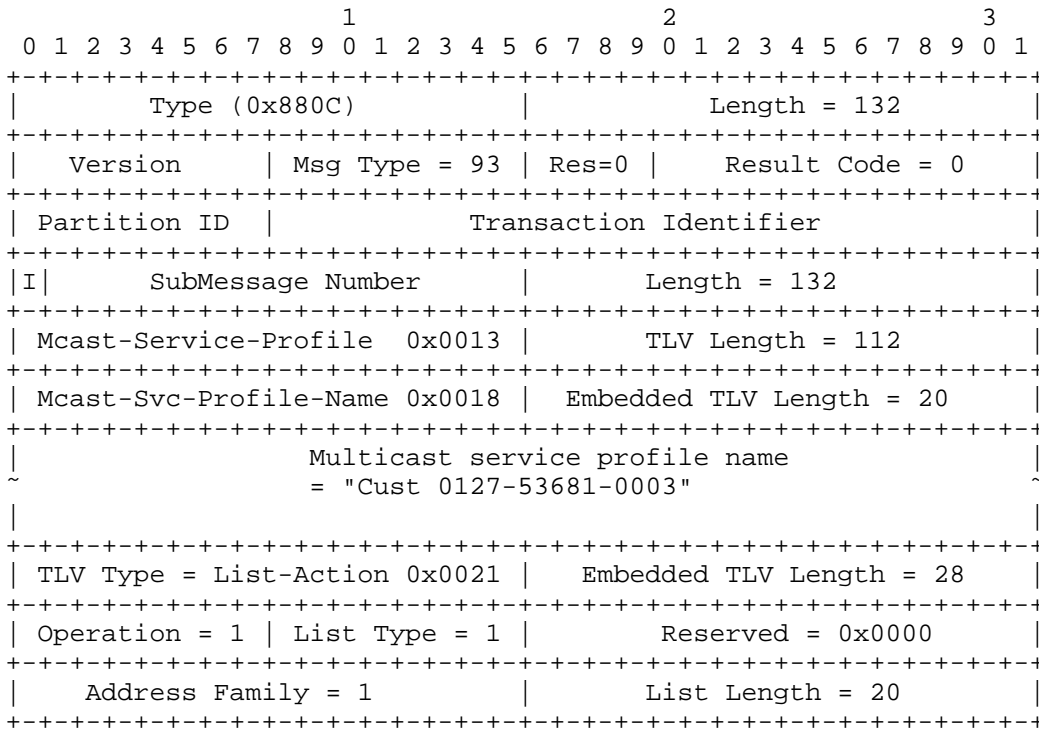 1                   2                   3
 0 1 2 3 4 5 6 7 8 9 0 1 2 3 4 5 6 7 8 9 0 1 2 3 4 5 6 7 8 9 0 1
+-+-+-+-+-+-+-+-+-+-+-+-+-+-+-+-+-+-+-+-+-+-+-+-+-+-+-+-+-+-+-+-+
|        Type (0x880C)          |           Length = 132        |
+-+-+-+-+-+-+-+-+-+-+-+-+-+-+-+-+-+-+-+-+-+-+-+-+-+-+-+-+-+-+-+-+
|   Version     | Msg Type = 93 | Res=0 |    Result Code = 0    |
+-+-+-+-+-+-+-+-+-+-+-+-+-+-+-+-+-+-+-+-+-+-+-+-+-+-+-+-+-+-+-+-+
| Partition ID  |            Transaction Identifier             |
+-+-+-+-+-+-+-+-+-+-+-+-+-+-+-+-+-+-+-+-+-+-+-+-+-+-+-+-+-+-+-+-+
|I|      SubMessage Number      |       Length = 132            |
+-+-+-+-+-+-+-+-+-+-+-+-+-+-+-+-+-+-+-+-+-+-+-+-+-+-+-+-+-+-+-+-+
| Mcast-Service-Profile  0x0013 |       TLV Length = 112        |
+-+-+-+-+-+-+-+-+-+-+-+-+-+-+-+-+-+-+-+-+-+-+-+-+-+-+-+-+-+-+-+-+
| Mcast-Svc-Profile-Name 0x0018 |  Embedded TLV Length = 20     |
+-+-+-+-+-+-+-+-+-+-+-+-+-+-+-+-+-+-+-+-+-+-+-+-+-+-+-+-+-+-+-+-+
|                  Multicast service profile name               |
~                  = "Cust 0127-53681-0003"                     ~
|                                                               |
+-+-+-+-+-+-+-+-+-+-+-+-+-+-+-+-+-+-+-+-+-+-+-+-+-+-+-+-+-+-+-+-+
| TLV Type = List-Action 0x0021 |   Embedded TLV Length = 28    |
+-+-+-+-+-+-+-+-+-+-+-+-+-+-+-+-+-+-+-+-+-+-+-+-+-+-+-+-+-+-+-+-+
| Operation = 1 | List Type = 1 |        Reserved = 0x0000      |
+-+-+-+-+-+-+-+-+-+-+-+-+-+-+-+-+-+-+-+-+-+-+-+-+-+-+-+-+-+-+-+-+
|    Address Family = 1         |       List Length = 20        |
+-+-+-+-+-+-+-+-+-+-+-+-+-+-+-+-+-+-+-+-+-+-+-+-+-+-+-+-+-+-+-+-+